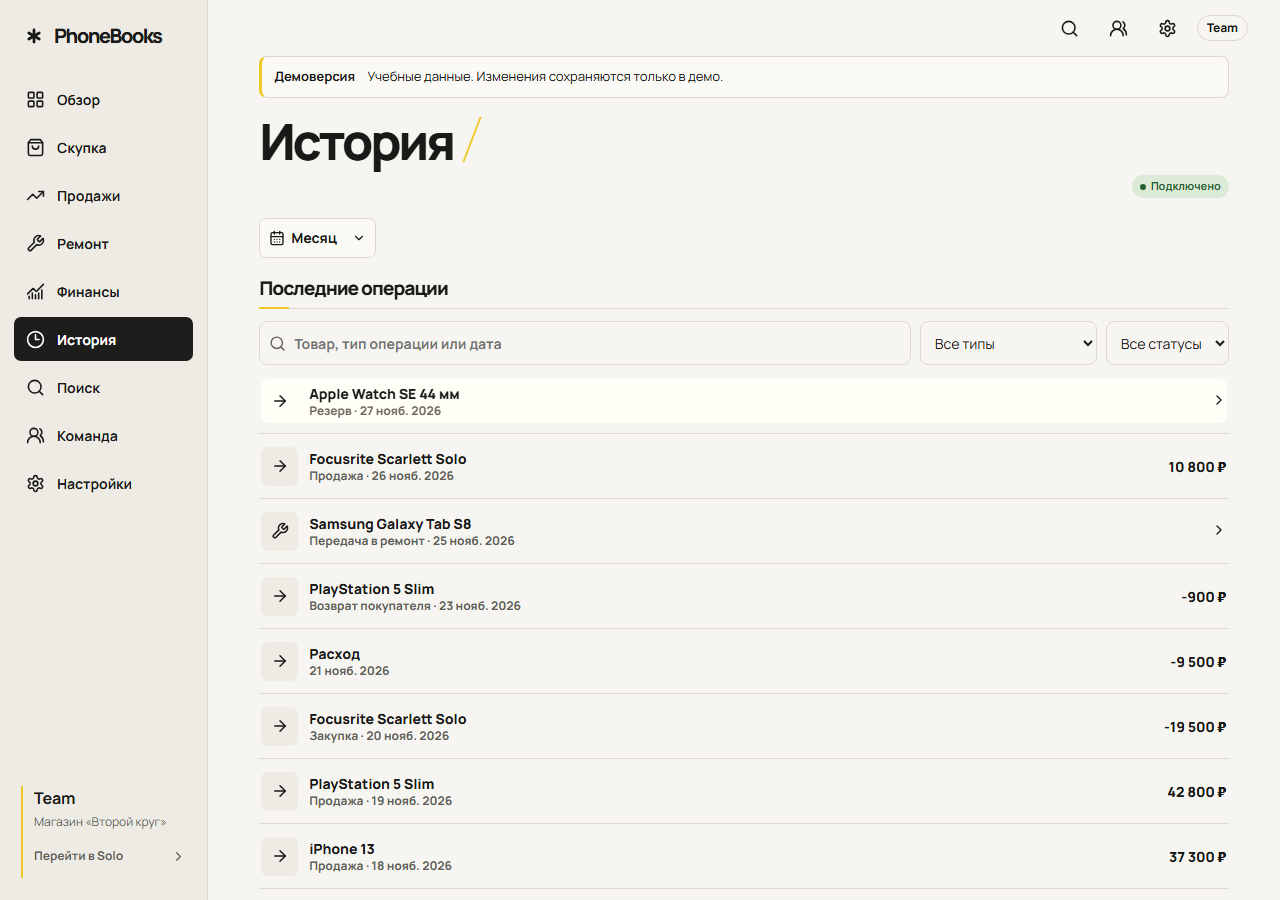 PhoneBooks
Team
Обзор
Скупка
Продажи
Ремонт
Финансы
История
Поиск
Команда
Настройки
Team
Магазин «Второй круг»
Перейти в Solo
Демоверсия Учебные данные. Изменения сохраняются только в демо.
История /
Подключено
Месяц
Последние операции
Товар, тип операции или дата
Все типы
Все статусы
Apple Watch SE 44 мм
Резерв · 27 нояб. 2026
Focusrite Scarlett Solo
Продажа · 26 нояб. 2026
10 800 ₽
Samsung Galaxy Tab S8
Передача в ремонт · 25 нояб. 2026
PlayStation 5 Slim
Возврат покупателя · 23 нояб. 2026
-900 ₽
Расход
21 нояб. 2026
-9 500 ₽
Focusrite Scarlett Solo
Закупка · 20 нояб. 2026
-19 500 ₽
PlayStation 5 Slim
Продажа · 19 нояб. 2026
42 800 ₽
iPhone 13
Продажа · 18 нояб. 2026
37 300 ₽